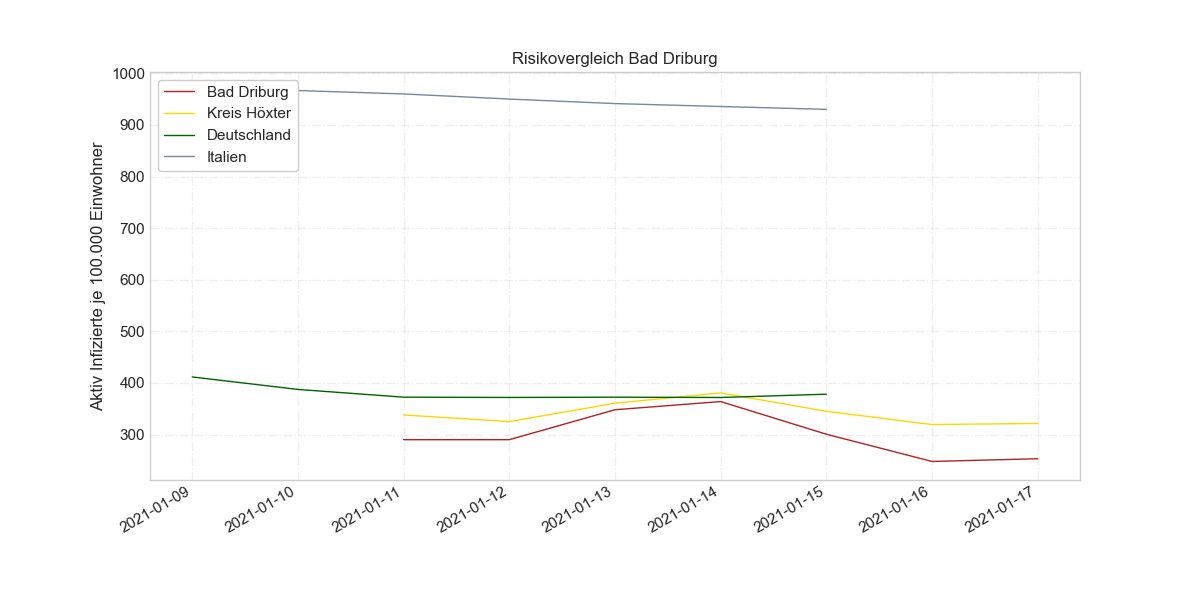 Risikovergleich Bad Driburg
Aktiv Infizierte je 100.000 Einwohner
1000
900
800
700
600
500
400
300
Bad Driburg
Kreis Höxter
Deutschland
Italien
2021-01-09
2021-01-10
2021-01-11
2021-01-12
2021-01-13
2021-01-14
2021-01-15
2021-01-16
2021-01-17